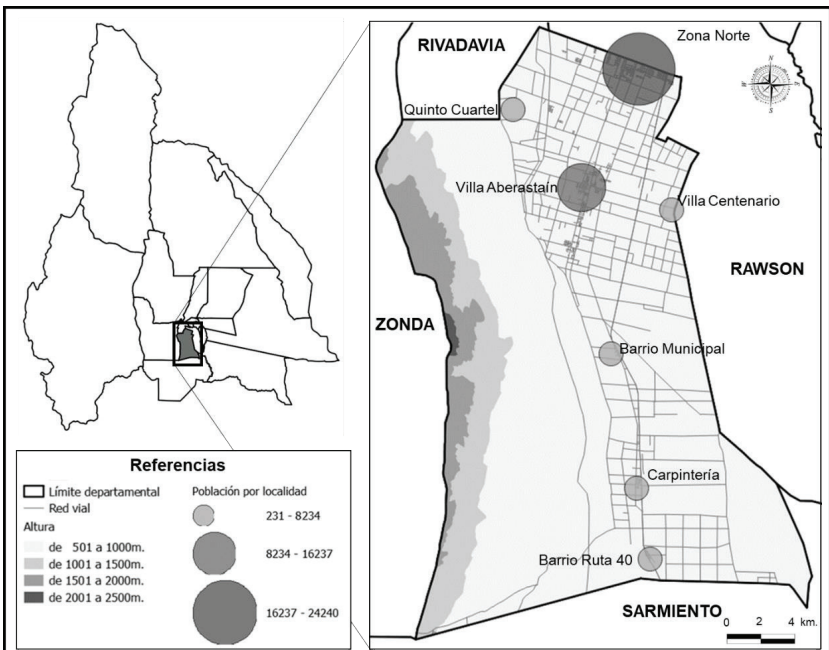 RIVADAVIA
Zona Norte
Quinto Cuartel
Villa Aberastaín
Villa Centenario
RAWSON
ZONDA
Barrio Municipal
Carpintería
Barrio Ruta 40
SARMIENTO
0 2 4 km.
N
S
Referencias
Límite departamental
Red vial
Altura
de 501 a 1000m.
de 1001 a 1500m.
de 1501 a 2000m.
de 2001 a 2500m.
Población por localidad
231 - 8234
8234 - 16237
16237 - 24240